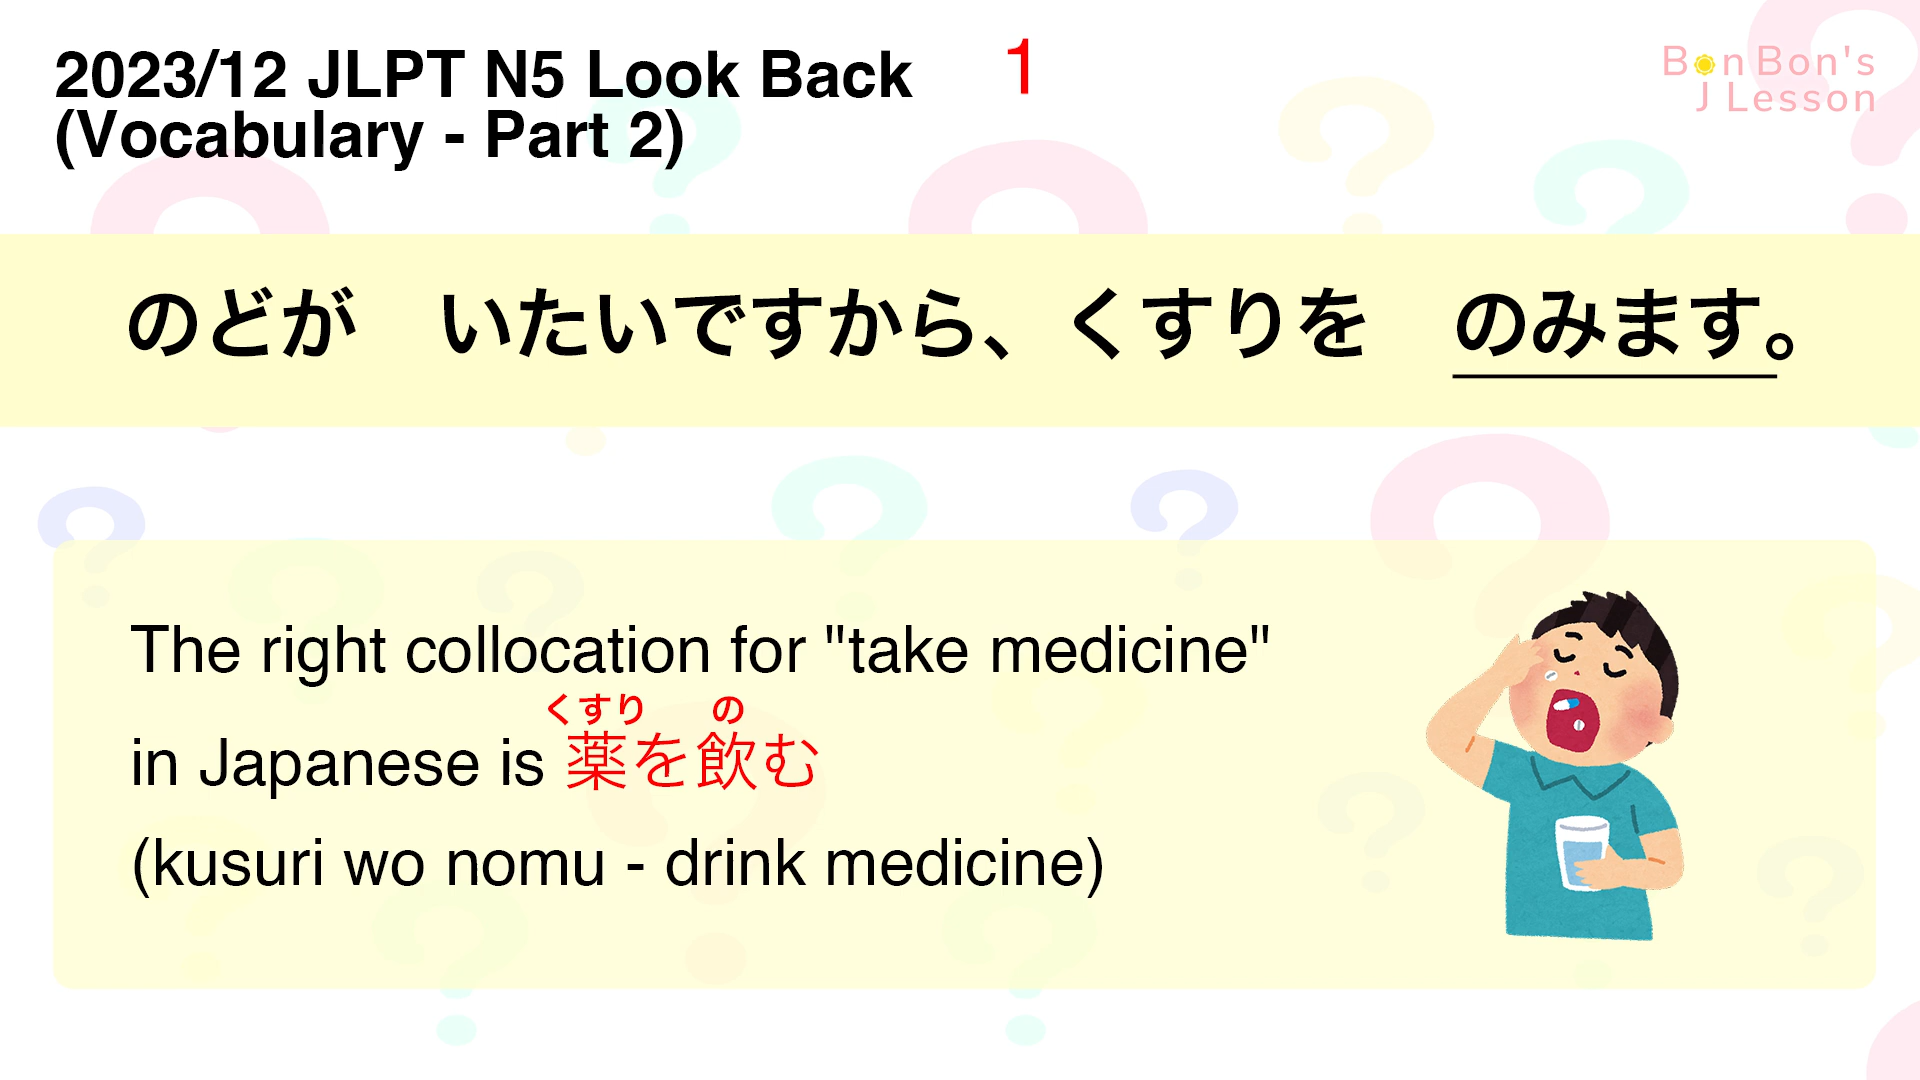 2023/12 JLPT N5 Look Back
(Vocabulary - Part 2)
1
BonBon's
J Lesson
のどが　いたいですから、くすりを　のみます。
The right collocation for "take medicine"
くすり　の
in Japanese is 薬を飲む
(kusuri wo nomu - drink medicine)